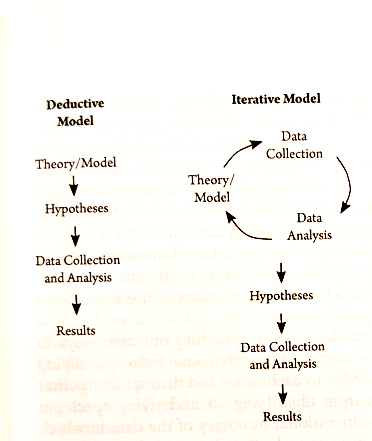 Deductive
Model
Theory/Model
Hypotheses
Data Collection
and Analysis
Results
Iterative Model
Data
Collection
Theory/
Model
Data
Analysis
Hypotheses
Data Collection
and Analysis
Results